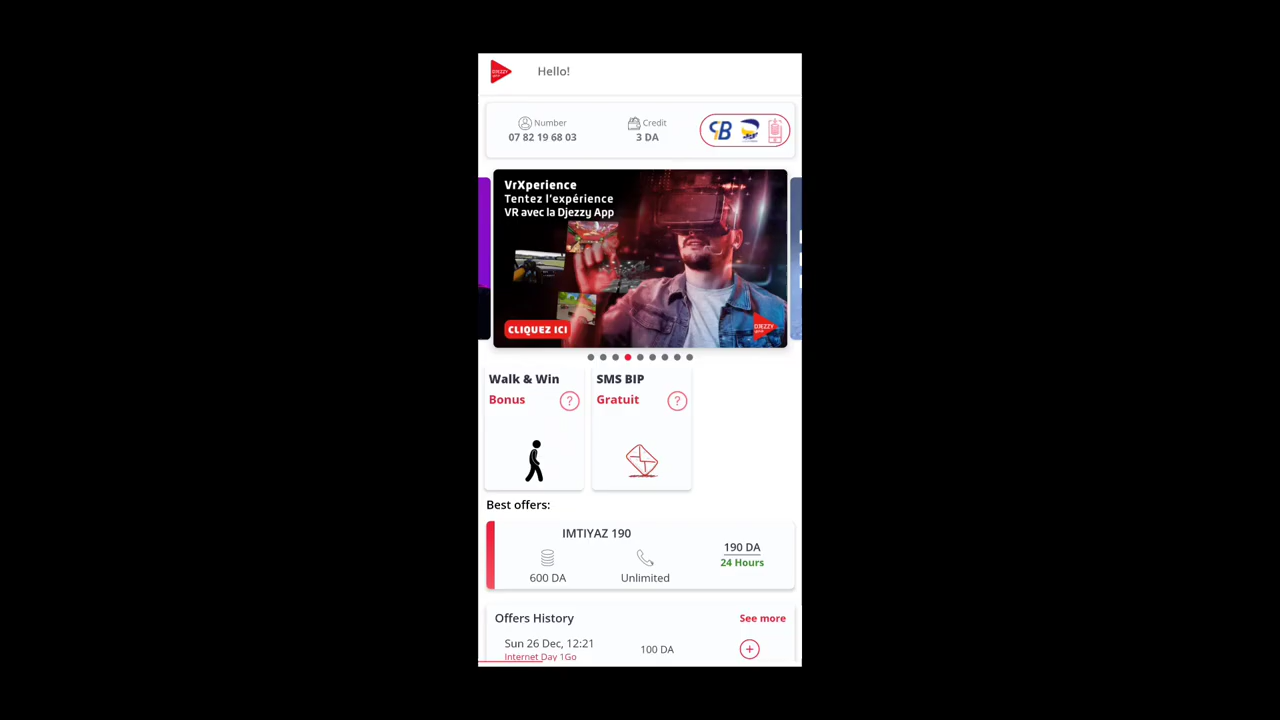 DJEZZY
Hello!
Number
07 82 19 68 03
Credit
3 DA
VrXperience
Tentez l'expérience
VR avec la Djezzy App
CLIQUEZ ICI
DJEZZY
Walk & Win
Bonus
?
SMS BIP
Gratuit
?
Best offers:
IMTIYAZ 190
600 DA
Unlimited
190 DA
24 Hours
Offers History
See more
Sun 26 Dec, 12:21
Internet Day 1Go
100 DA
+